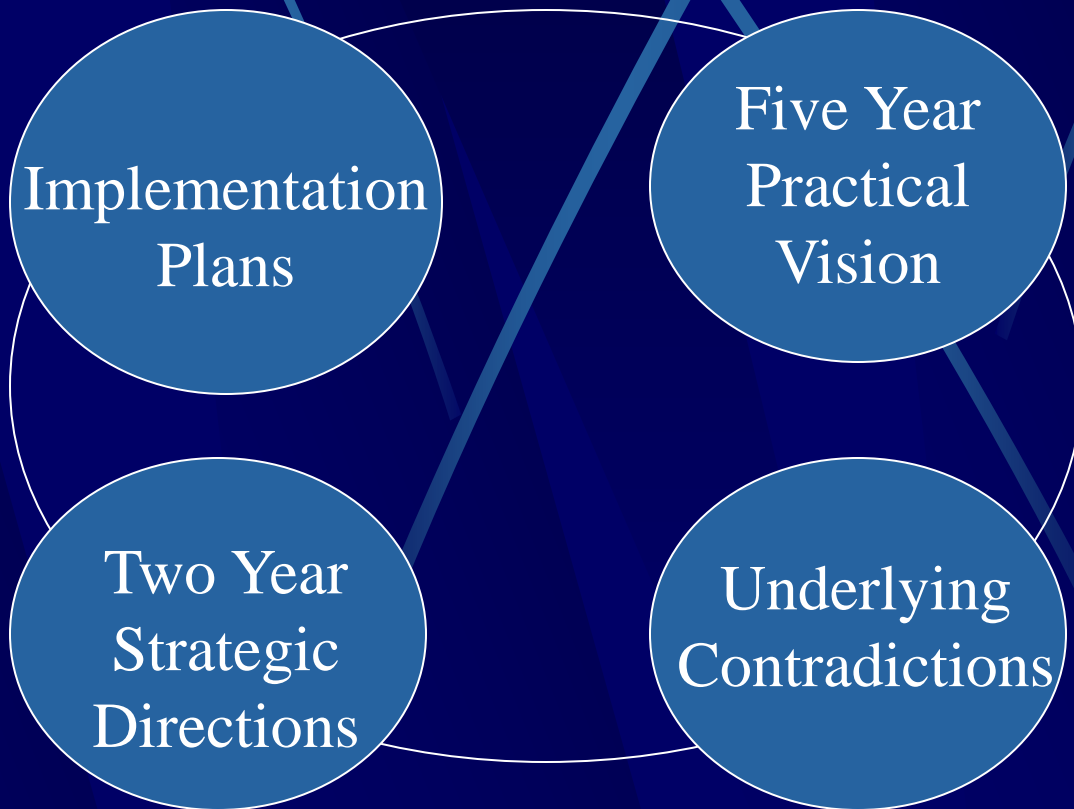 Implementation
Plans
Five Year
Practical
Vision
Two Year
Strategic
Directions
Underlying
Contradictions